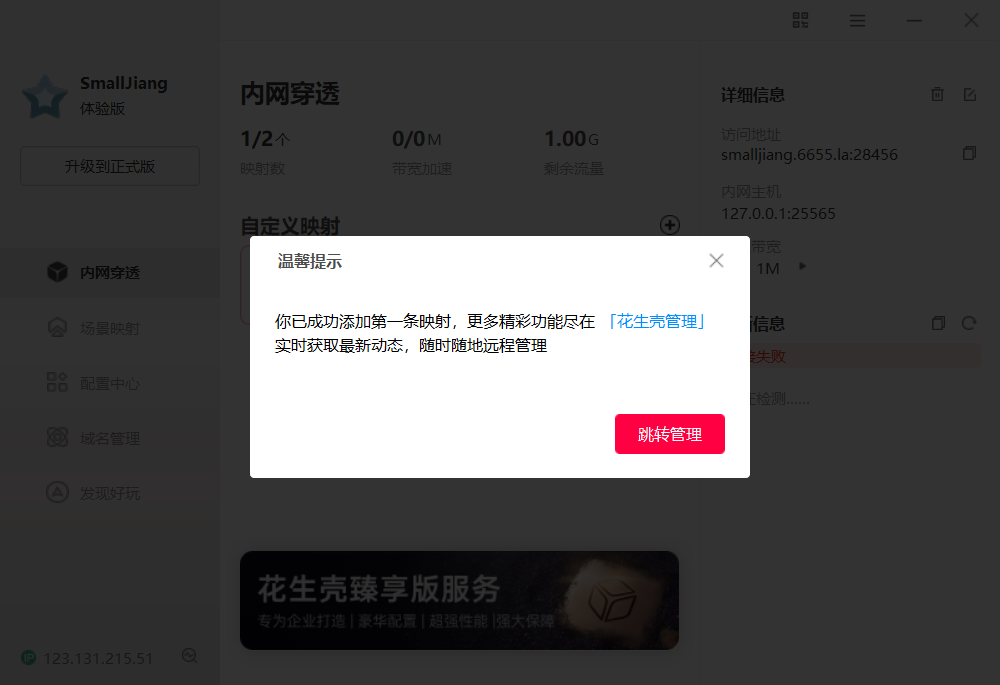 SmallJiang
体验版
升级到正式版
内网穿透
场景映射
配置中心
域名管理
发现好玩
IP 123.131.215.51
内网穿透
1/2个
映射数
0/0M
带宽加速
1.00G
剩余流量
自定义映射
温馨提示
你已成功添加第一条映射，更多精彩功能尽在「花生壳管理」
实时获取最新动态，随时随地远程管理
跳转管理
花生壳臻享版服务
专为企业打造 | 豪华配置 | 超强性能 |强大保障
详细信息
访问地址
smalljiang.6655.la:28456
内网主机
127.0.0.1:25565
带宽
1M
信息
失败
检测......